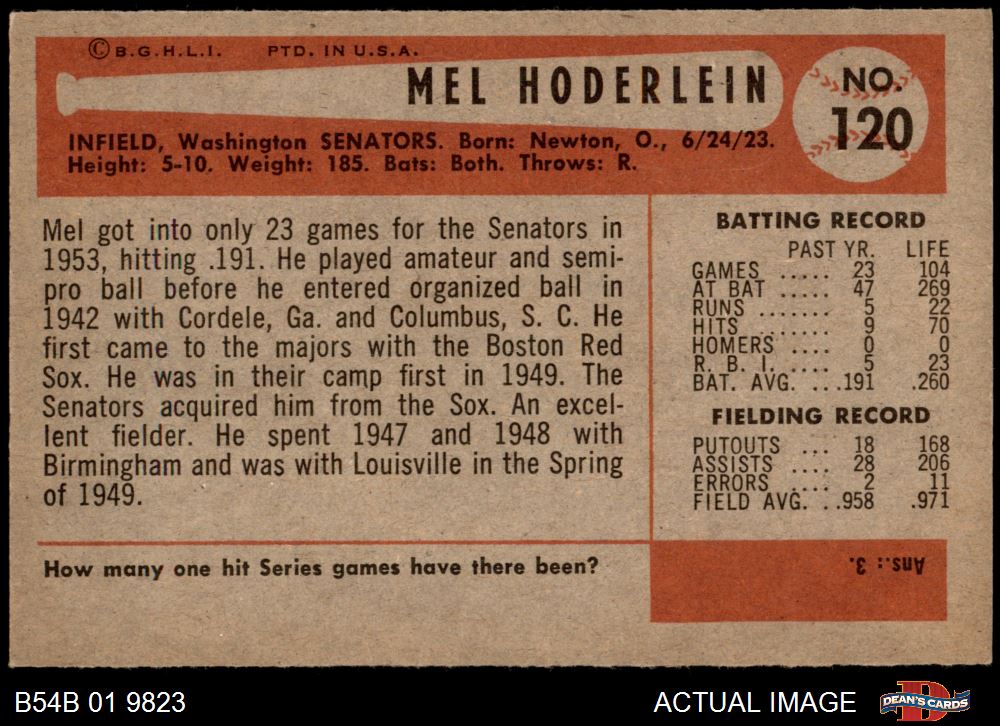 © B.G.H.L.I. PTD. IN U.S.A.
MEL HODERLEIN
NO.
120
INFIELD, Washington SENATORS. Born: Newton, O., 6/24/23.
Height: 5-10. Weight: 185. Bats: Both. Throws: R.
Mel got into only 23 games for the Senators in
1953, hitting .191. He played amateur and semi-
pro ball before he entered organized ball in
1942 with Cordele, Ga. and Columbus, S. C. He
first came to the majors with the Boston Red
Sox. He was in their camp first in 1949. The
Senators acquired him from the Sox. An excel-
lent fielder. He spent 1947 and 1948 with
Birmingham and was with Louisville in the Spring
of 1949.
BATTING RECORD
PAST YR. LIFE
GAMES ..... 23 104
AT BAT ..... 47 269
RUNS ....... 5 22
HITS ....... 9 70
HOMERS .... 0 0
R. B. I. .... 5 23
BAT. AVG. ...191 .260
FIELDING RECORD
PUTOUTS ... 18 168
ASSISTS .... 28 206
ERRORS .... 2 11
FIELD AVG. ..958 .971
How many one hit Series games have there been?
Ans.: 3.
B54B 01 9823
ACTUAL IMAGE
D
DEAN'S CARDS